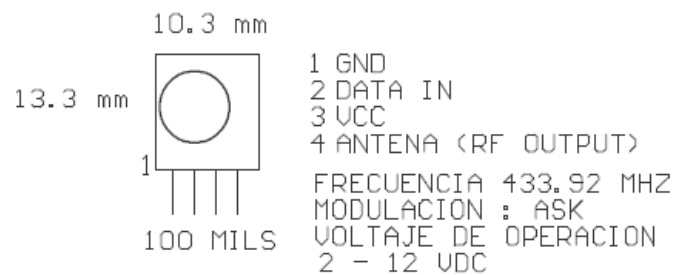 10.3 mm
13.3 mm
1 GND
2 DATA IN
3 VCC
4 ANTENA (RF OUTPUT)
1
100 MILS
FRECUENCIA 433.92 MHZ
MODULACION : ASK
VOLTAJE DE OPERACION
2 - 12 VDC